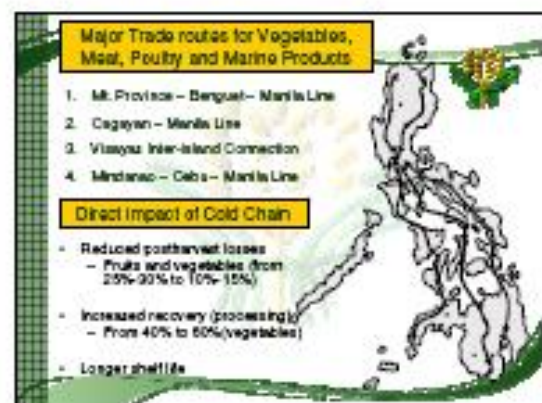 Major Trade routes for Vegetables,
Meat, Poultry and Marine Products
1. Mt. Province – Benguet – Manila Line
2. Cagayan – Manila Line
3. Visayas Inter-island Connection
4. Mindanao – Cebu – Manila Line
Direct Impact of Cold Chain
- Reduced postharvest losses
– Fruits and vegetables (from
25%-30% to 10%-15%)
- Increased recovery (processing)
– From 40% to 60%(vegetables)
- Longer shelf life